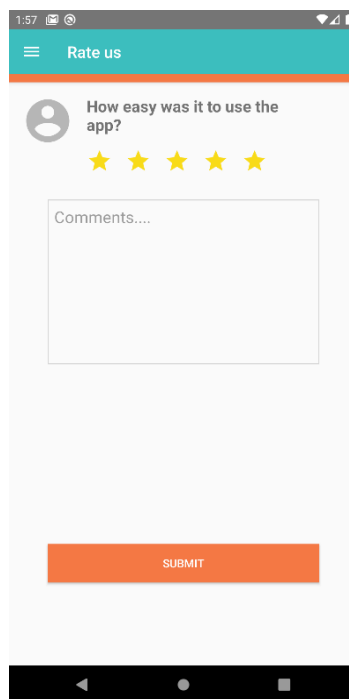 1:57
Rate us
How easy was it to use the
app?
Comments....
SUBMIT